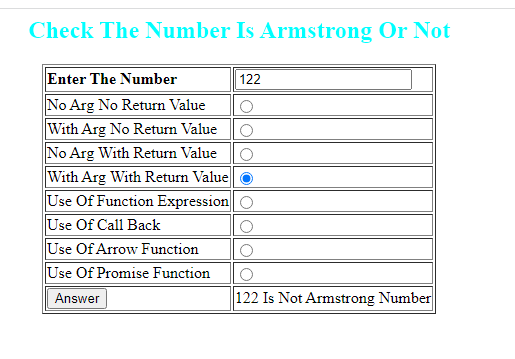 Check The Number Is Armstrong Or Not
Enter The Number 122
No Arg No Return Value
With Arg No Return Value
No Arg With Return Value
With Arg With Return Value
Use Of Function Expression
Use Of Call Back
Use Of Arrow Function
Use Of Promise Function
Answer 122 Is Not Armstrong Number